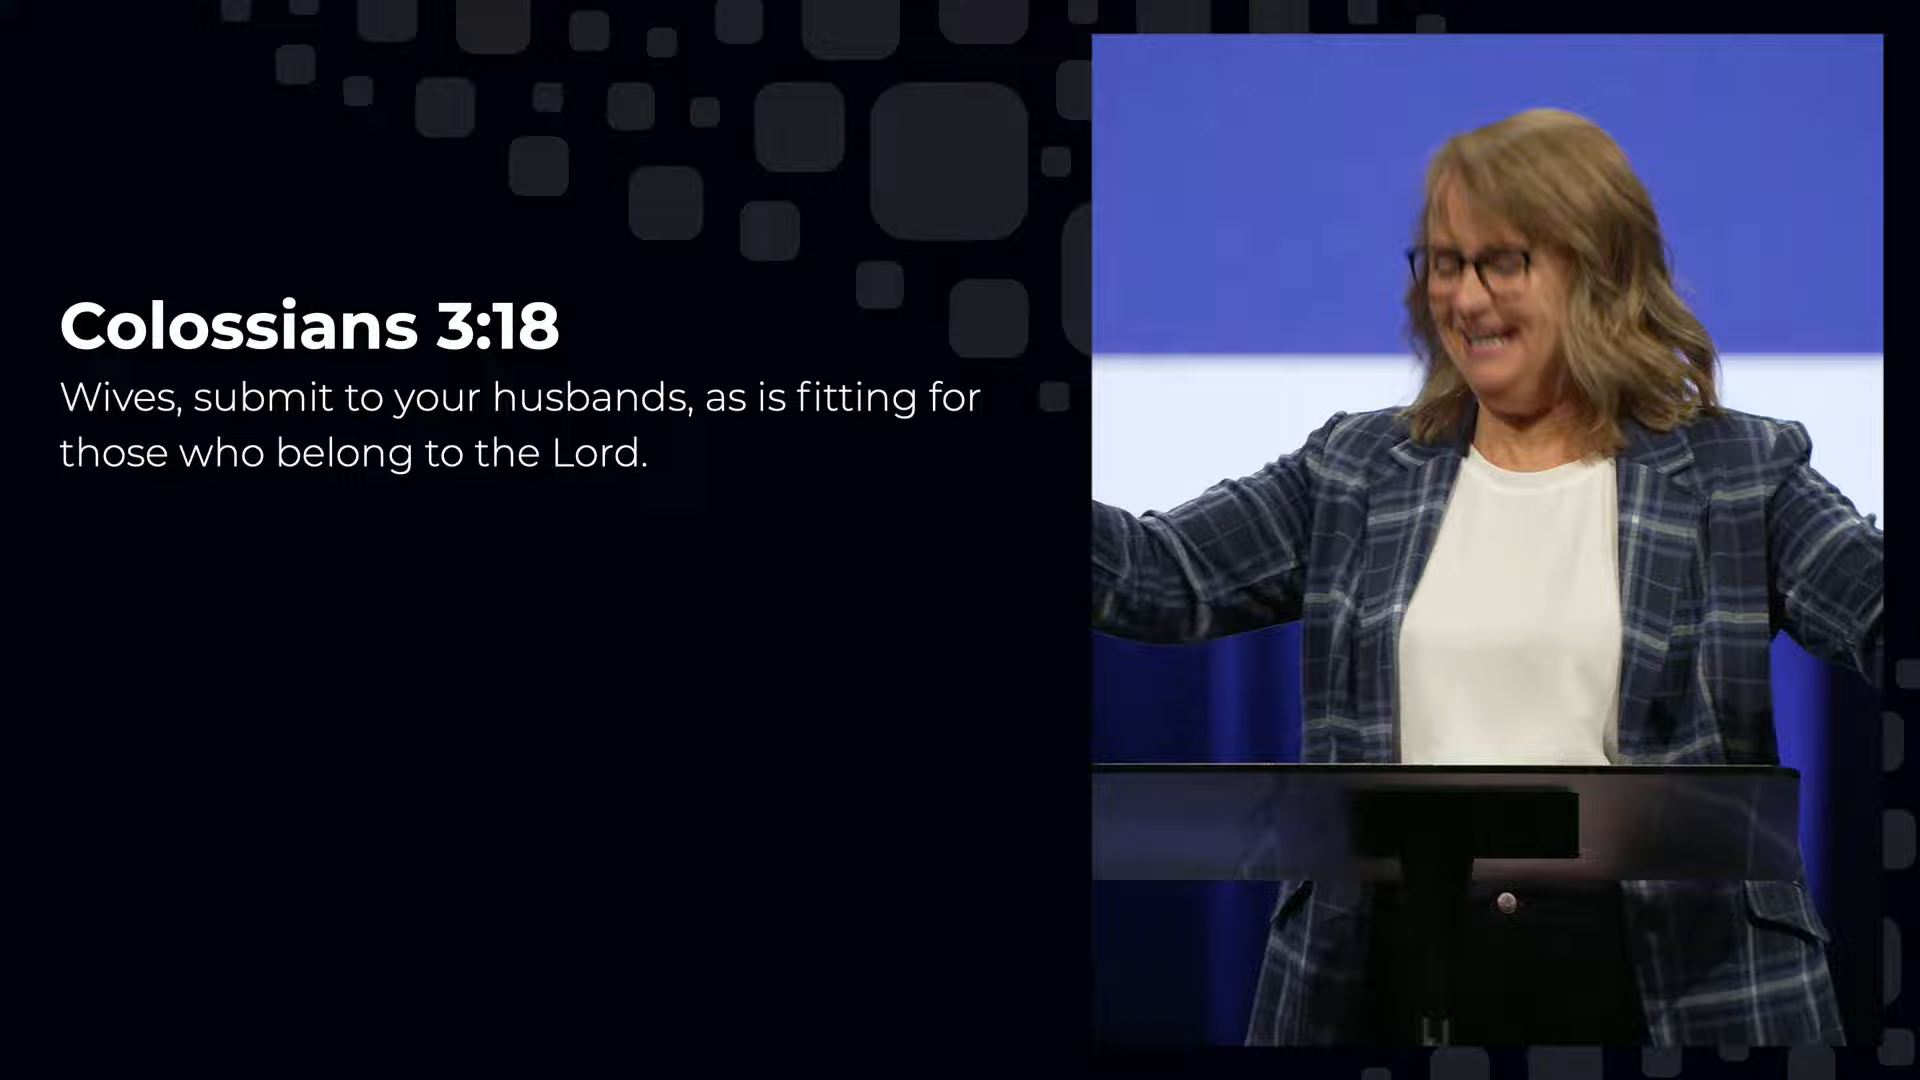 Colossians 3:18
Wives, submit to your husbands, as is fitting for
those who belong to the Lord.